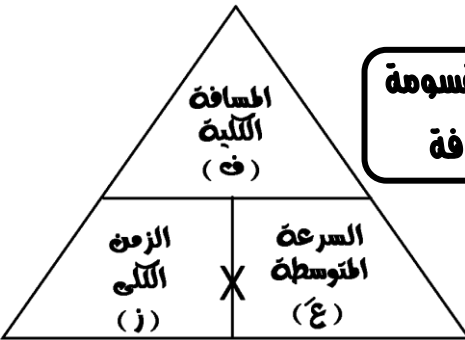 المسافة
الكلية
(ف)
السرعة
المتوسطة
(عَ)
X
الزمن
الكلى
(ز)